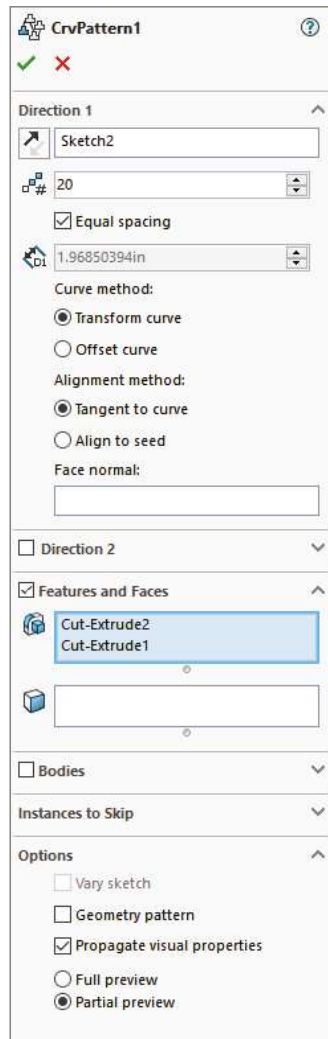 CrvPattern1
Direction 1
Sketch2
#
20
Equal spacing
D1
1.96850394in
Curve method:
Transform curve
Offset curve
Alignment method:
Tangent to curve
Align to seed
Face normal:
Direction 2
Features and Faces
Cut-Extrude2
Cut-Extrude1
Bodies
Instances to Skip
Options
Vary sketch
Geometry pattern
Propagate visual properties
Full preview
Partial preview